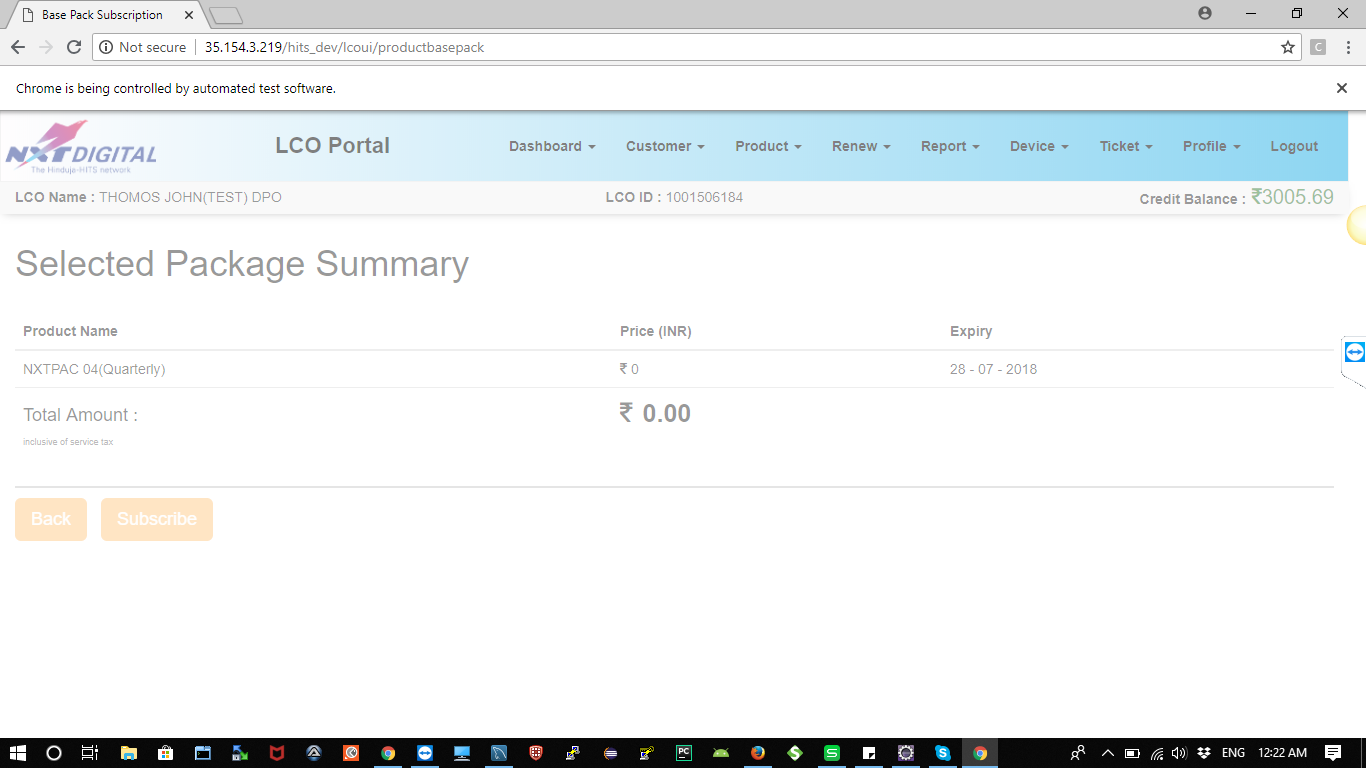 Base Pack Subscription
Not secure 35.154.3.219/hits_dev/lcoui/productbasepack
C
Chrome is being controlled by automated test software.
NXTDIGITAL
The Hinduja-HITS network
LCO Portal
Dashboard Customer Product Renew Report Device Ticket Profile Logout
LCO Name : THOMOS JOHN(TEST) DPO LCO ID : 1001506184 Credit Balance : ₹3005.69
Selected Package Summary
Product Name Price (INR) Expiry
NXTPAC 04(Quarterly) ₹ 0 28 - 07 - 2018
Total Amount : ₹ 0.00
inclusive of service tax
Back Subscribe
PC S S ENG 12:22 AM